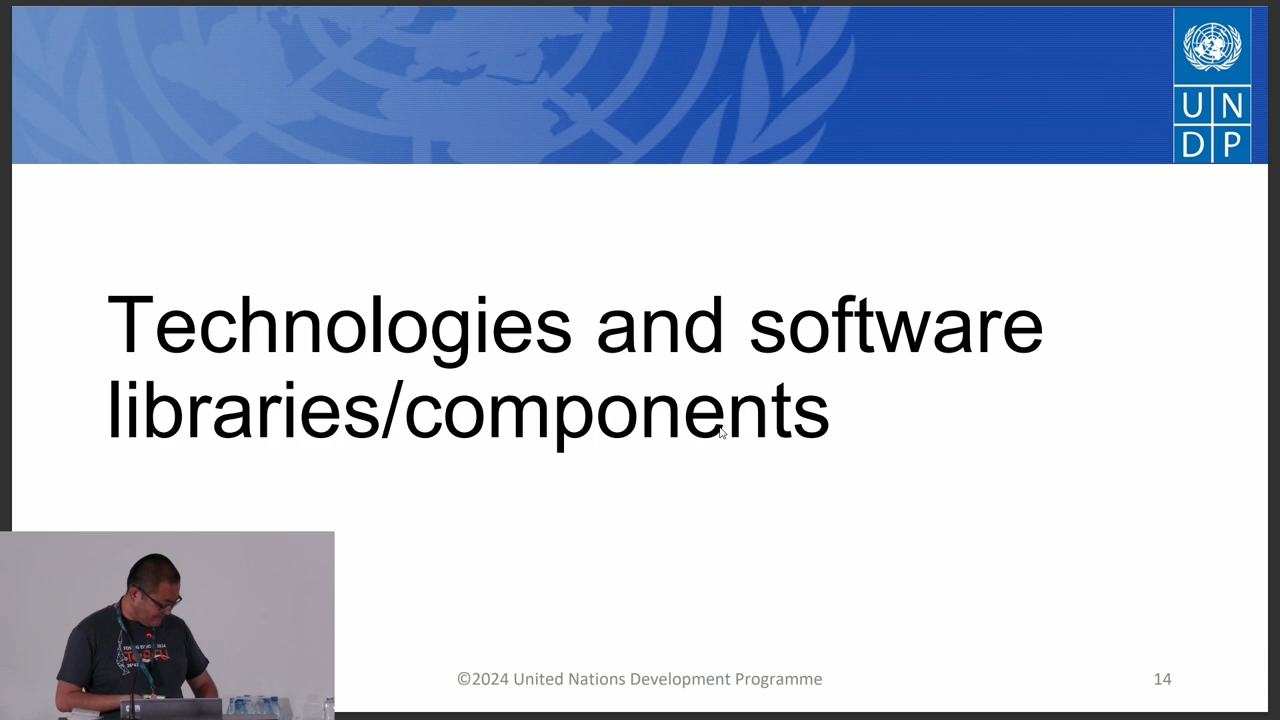 U N
D P
Technologies and software
libraries/components
©2024 United Nations Development Programme
14